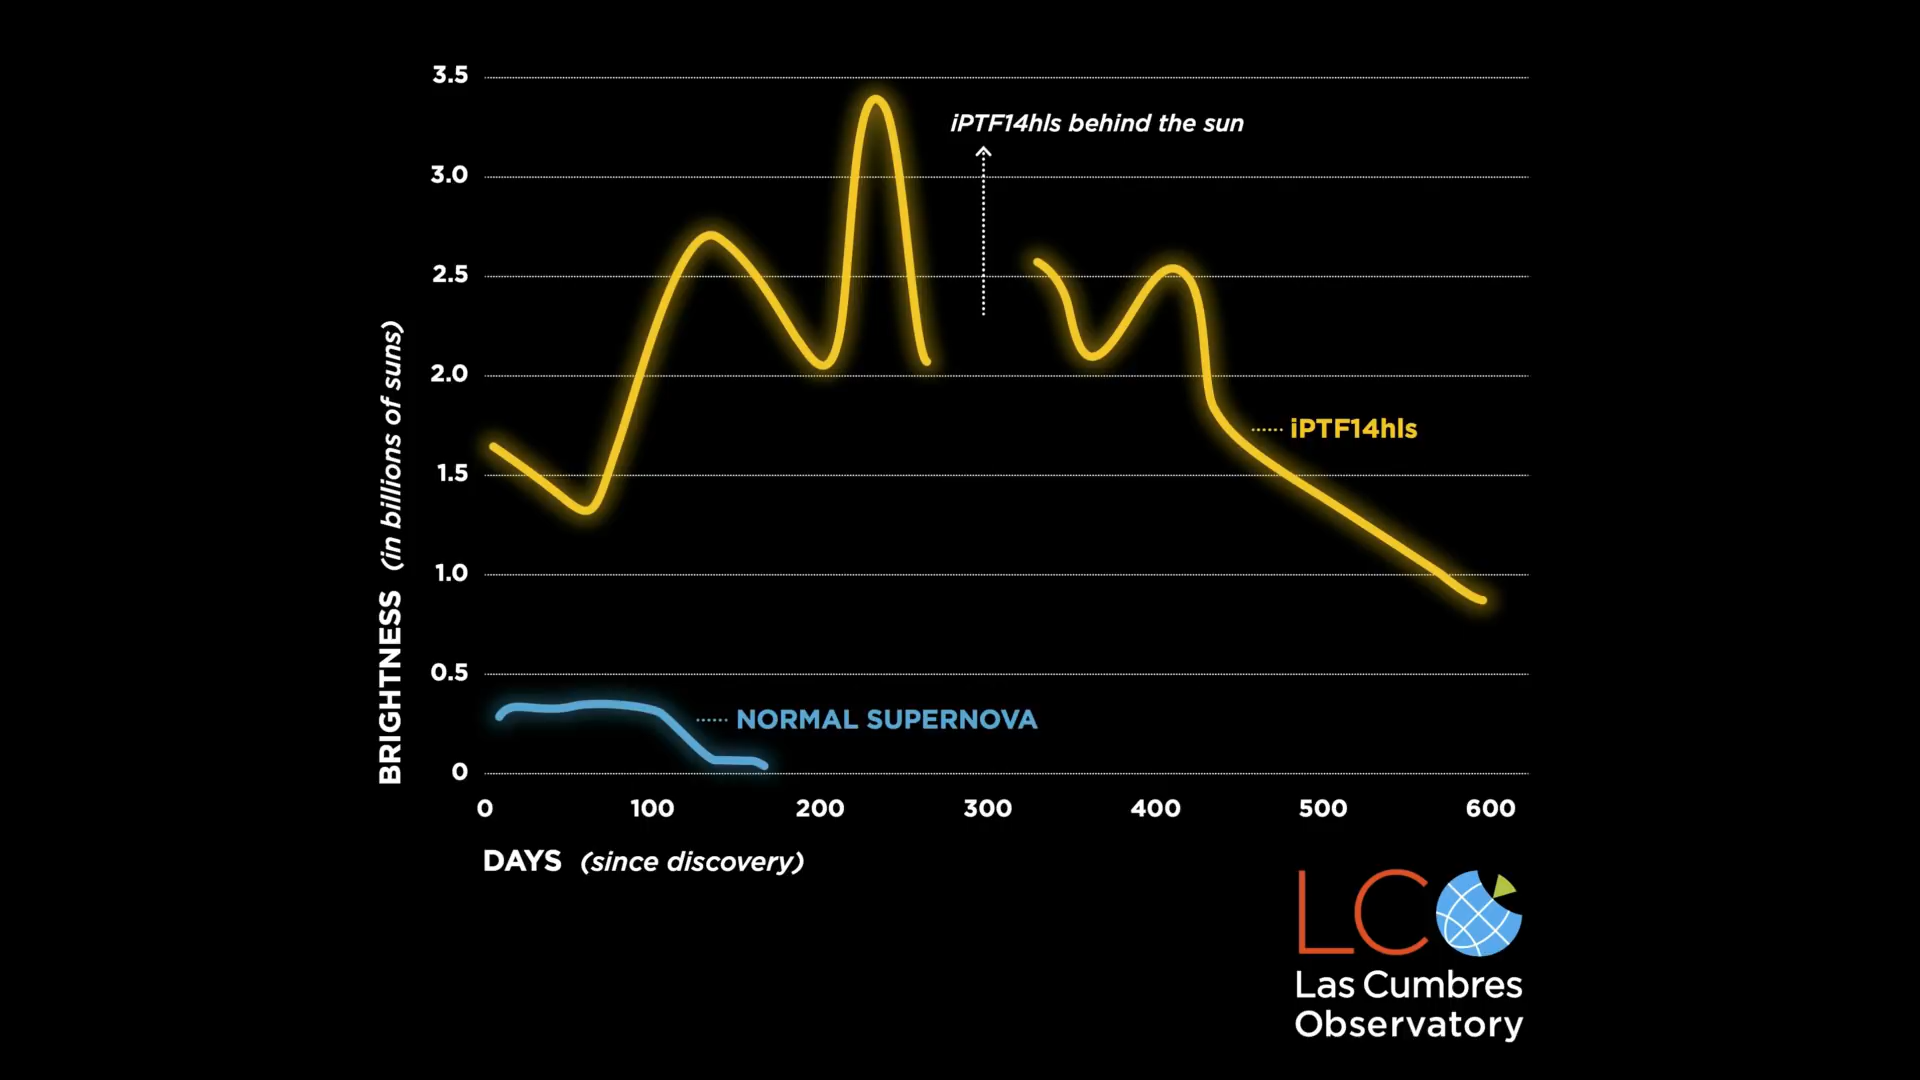 3.5
iPTF14hls behind the sun
3.0
2.5
2.0
iPTF14hls
1.5
1.0
0.5
NORMAL SUPERNOVA
0
BRIGHTNESS (in billions of suns)
0 100 200 300 400 500 600
DAYS (since discovery)
LCO
Las Cumbres
Observatory